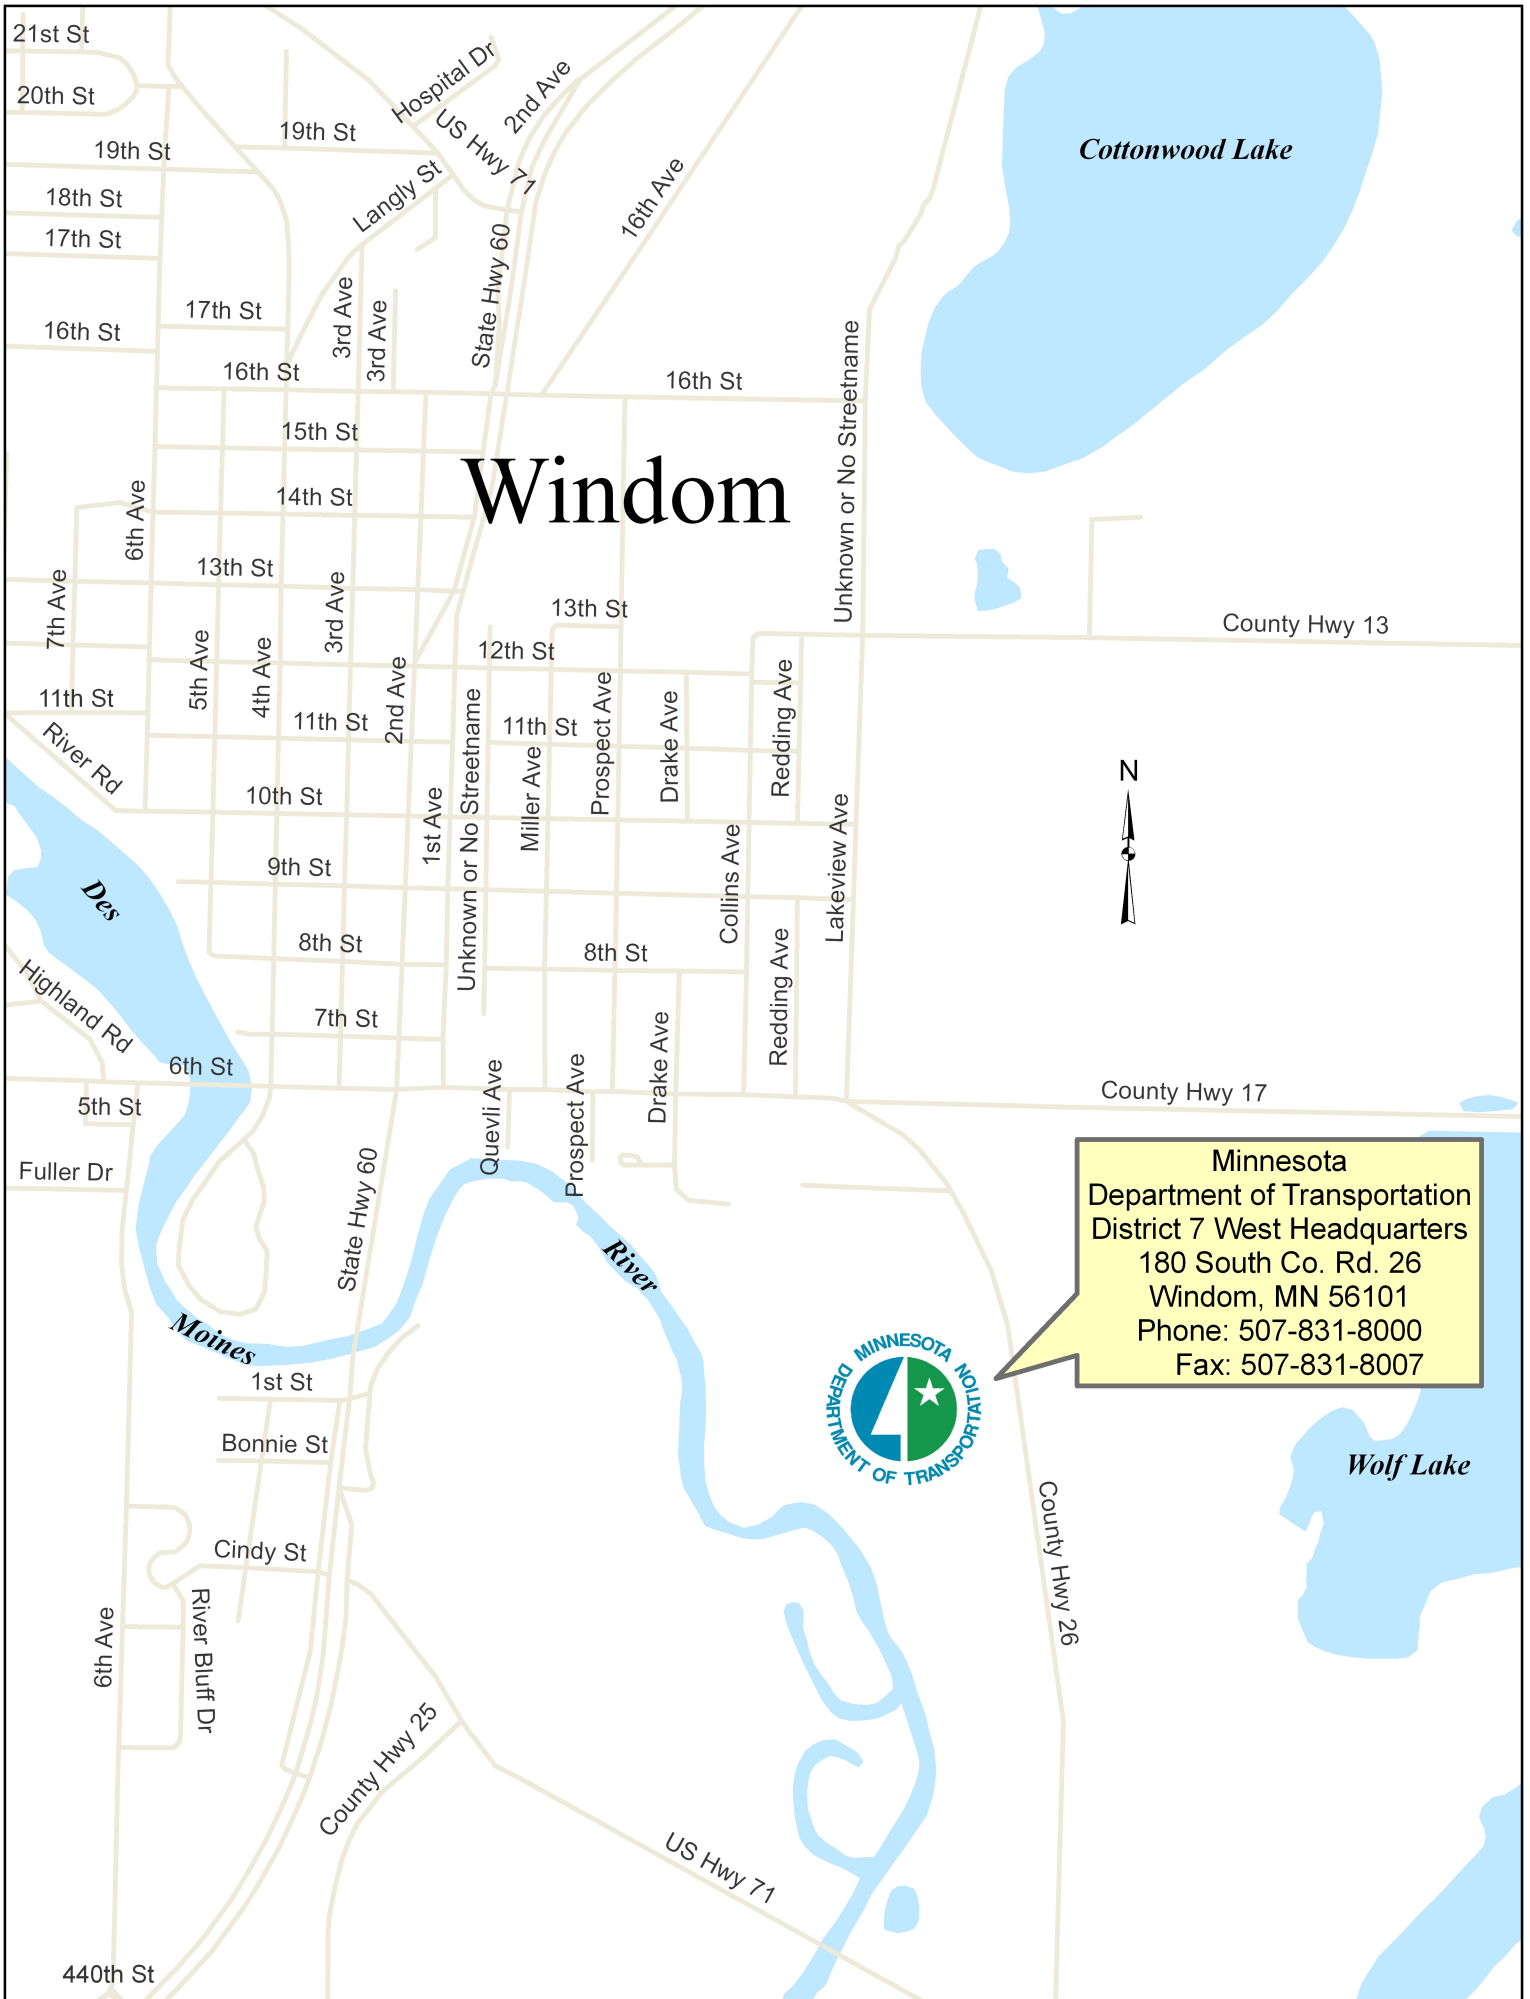 21st St
Hospital Dr
2nd Ave
20th St
US Hwy 71
19th St
19th St
Cottonwood Lake
Langly St
16th Ave
18th St
17th St
State Hwy 60
3rd Ave
3rd Ave
17th St
16th St
16th St
16th St
Unknown or No Streetname
15th St
Windom
14th St
6th Ave
13th St
7th Ave
3rd Ave
13th St
County Hwy 13
5th Ave
4th Ave
2nd Ave
12th St
11th St
11th St
11th St
Unknown or No Streetname
Prospect Ave
Drake Ave
Redding Ave
River Rd
Miller Ave
N
10th St
1st Ave
Collins Ave
Lakeview Ave
9th St
Des
8th St
8th St
Highland Rd
7th St
Redding Ave
Drake Ave
6th St
Quevli Ave
Prospect Ave
County Hwy 17
5th St
Fuller Dr
State Hwy 60
Minnesota
Department of Transportation
District 7 West Headquarters
180 South Co. Rd. 26
Windom, MN 56101
Phone: 507-831-8000
Fax: 507-831-8007
River
Moines
MINNESOTA DEPARTMENT OF TRANSPORTATION
1st St
Bonnie St
Wolf Lake
County Hwy 26
Cindy St
River Bluff Dr
6th Ave
County Hwy 25
US Hwy 71
440th St